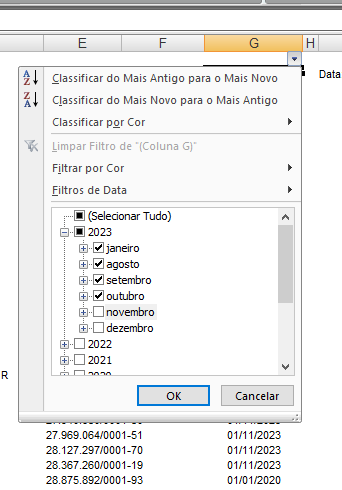 E F G H
Data
Classificar do Mais Antigo para o Mais Novo
Classificar do Mais Novo para o Mais Antigo
Classificar por Cor
Limpar Filtro de "(Coluna G)"
Filtrar por Cor
Filtros de Data
(Selecionar Tudo)
2023
janeiro
agosto
setembro
outubro
novembro
dezembro
2022
2021
R
OK Cancelar
27.969.064/0001-51 01/11/2023
28.127.297/0001-70 01/11/2023
28.367.260/0001-19 01/11/2023
28.875.892/0001-93 01/01/2020